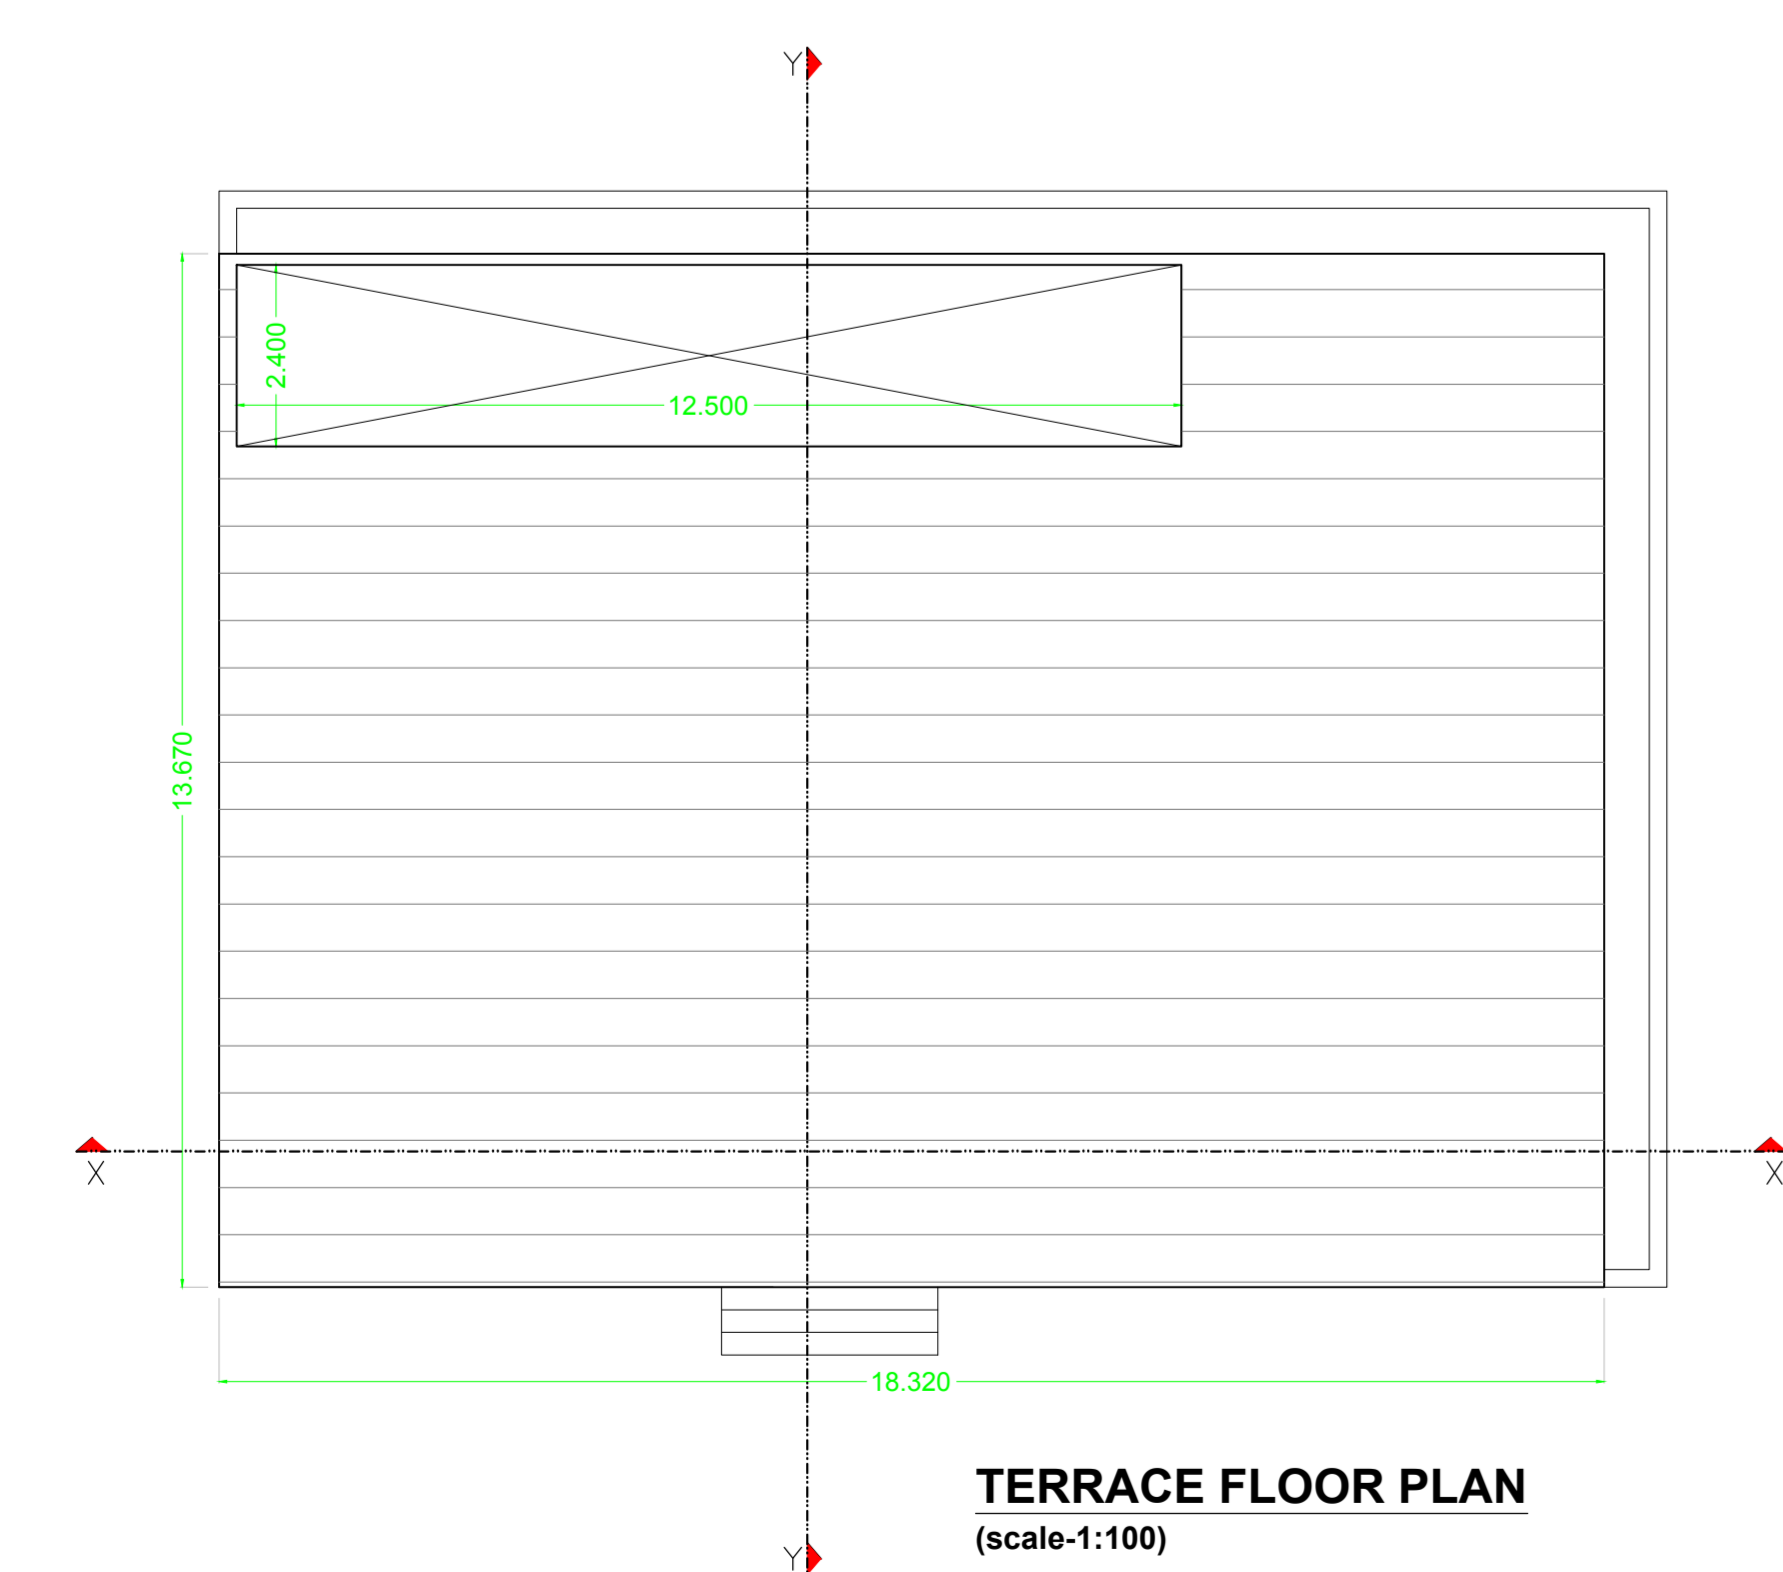 Y
2.400
12.500
13.670
X
X
18.320
TERRACE FLOOR PLAN
(scale-1:100)
Y